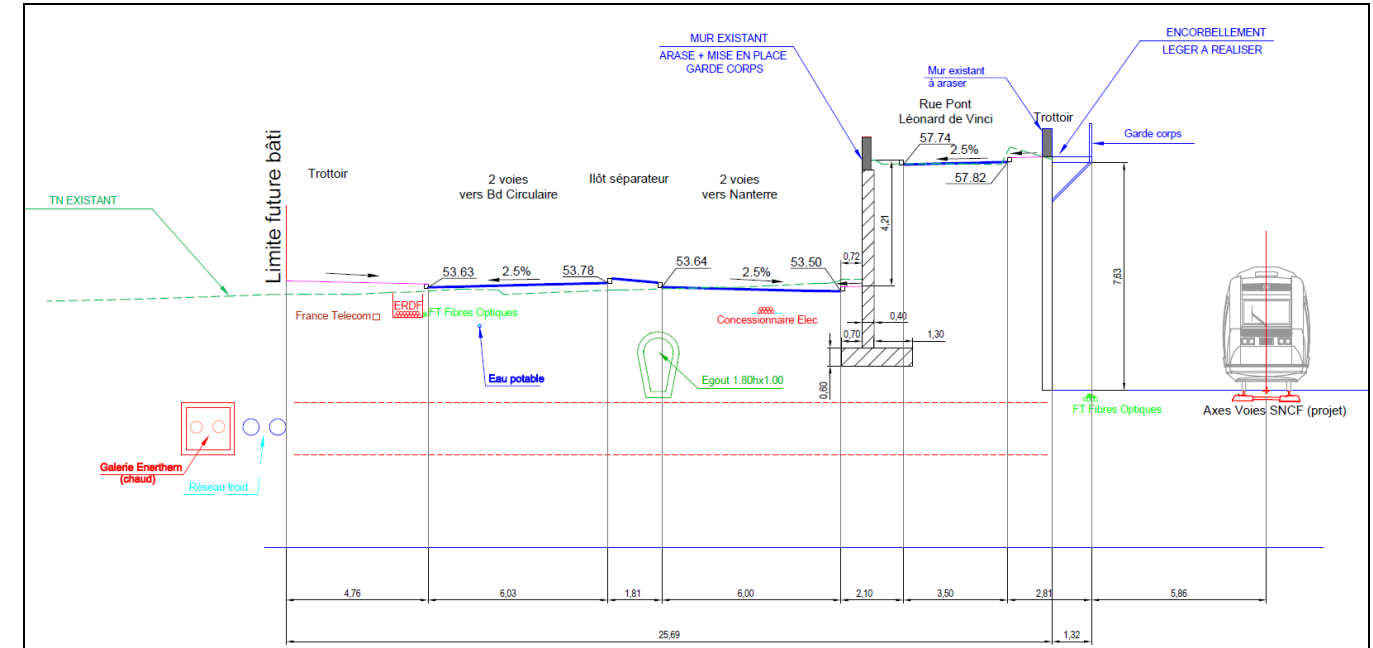 MUR EXISTANT
ARASE + MISE EN PLACE
GARDE CORPS
ENCORBELLEMENT
LEGER A REALISER
Mur existant
à araser
Rue Pont
Léonard de Vinci
Trottoir
Garde corps
57.74
2.5%
57.82
Limite future bâti
Trottoir
2 voies
vers Bd Circulaire
Ilôt séparateur
2 voies
vers Nanterre
TN EXISTANT
4,21
7,63
53.63
2.5%
53.78
53.64
2.5%
53.50
0,72
France Telecom
ERDF
FT Fibres Optiques
Concessionnaire Elec
0,40
0,70
1,30
0,60
Eau potable
Egout 1.80hx1.00
FT Fibres Optiques
Axes Voies SNCF (projet)
Galerie Enertherm
(chaud)
Réseau froid
4,76
6,03
1,81
6,00
2,10
3,50
2,81
5,86
25,69
1,32